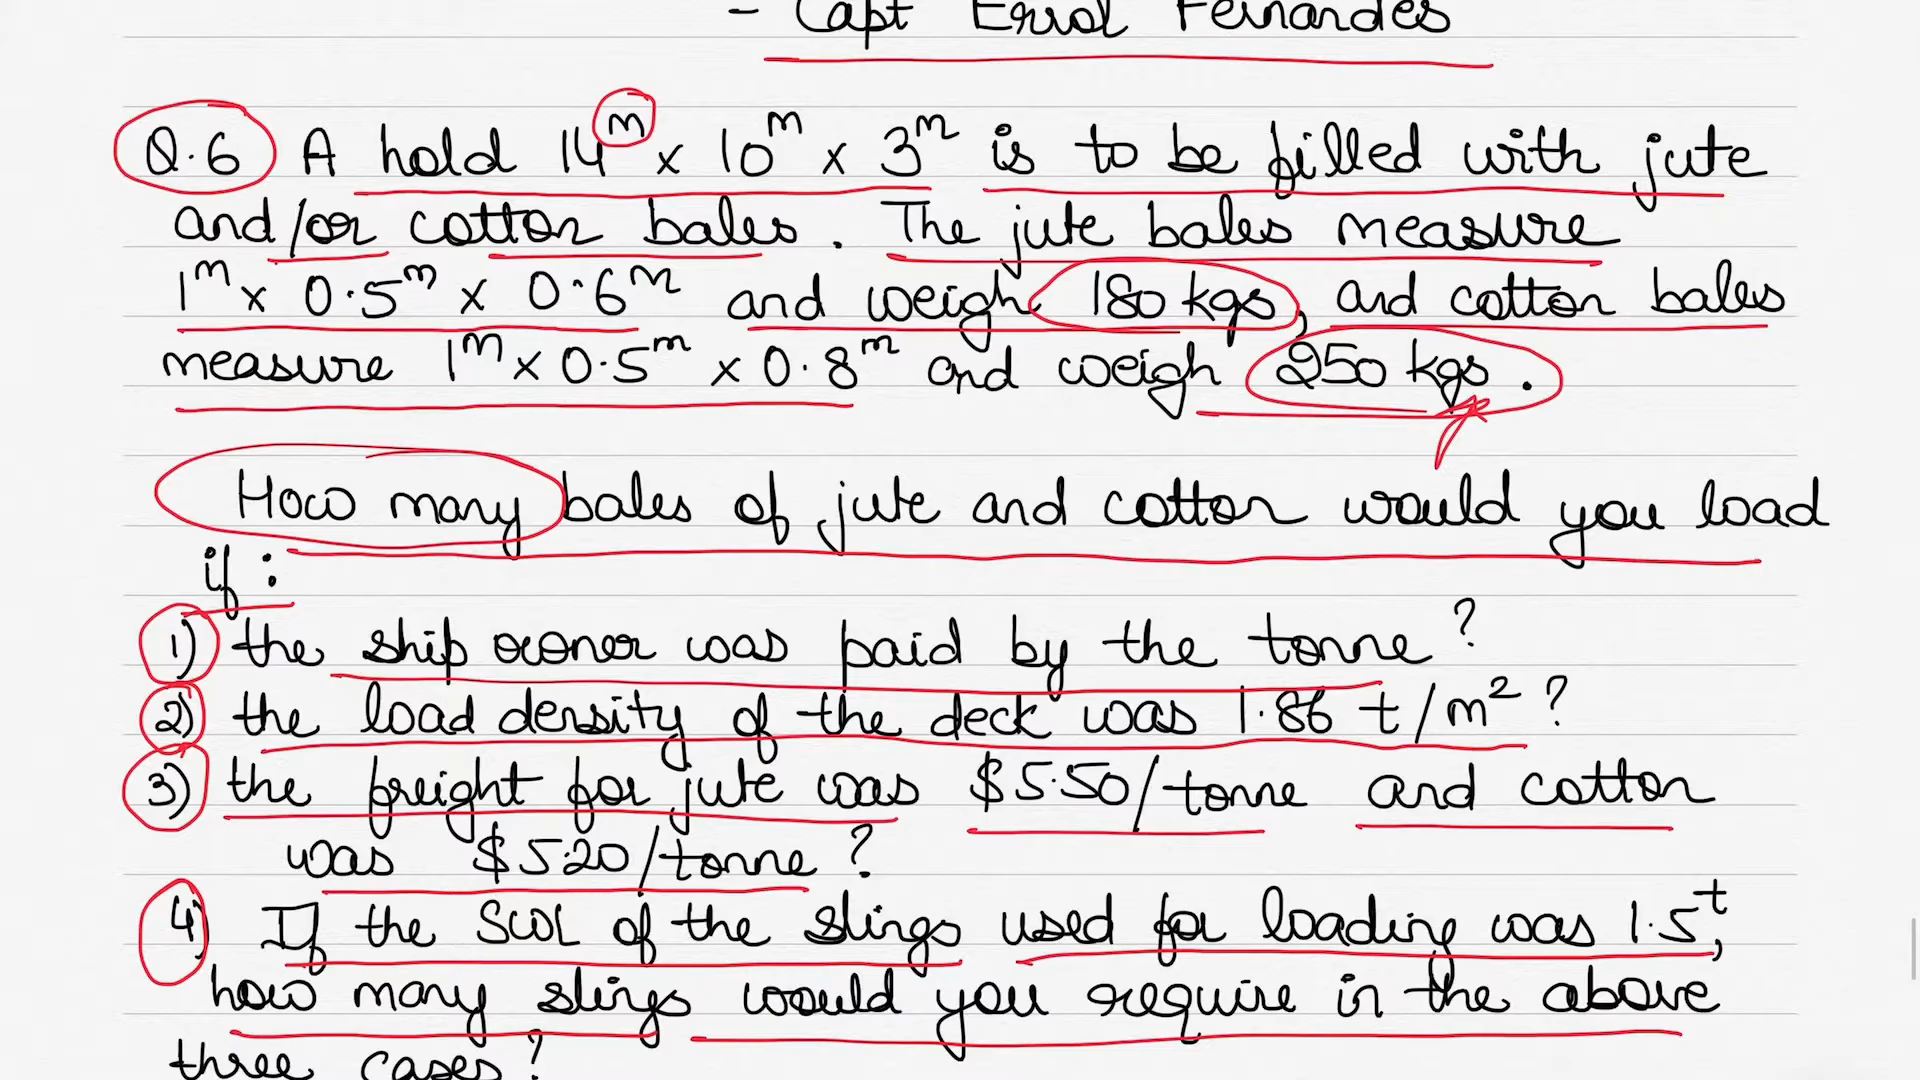 - Capt Errol Fernandes
Q.6 A hold 14m x 10m x 3m is to be filled with jute
and/or cotton bales. The jute bales measure
1m x 0.5m x 0.6m and weigh 180 kgs, and cotton bales
measure 1m x 0.5m x 0.8m and weigh 250 kgs.
How many bales of jute and cotton would you load
if :
1) the ship owner was paid by the tonne?
2) the load density of the deck was 1.86 t/m²?
3) the freight for jute was $5.50/tonne and cotton
was $5.20/tonne?
4) If the SWL of the slings used for loading was 1.5t,
how many slings would you require in the above
three cases?